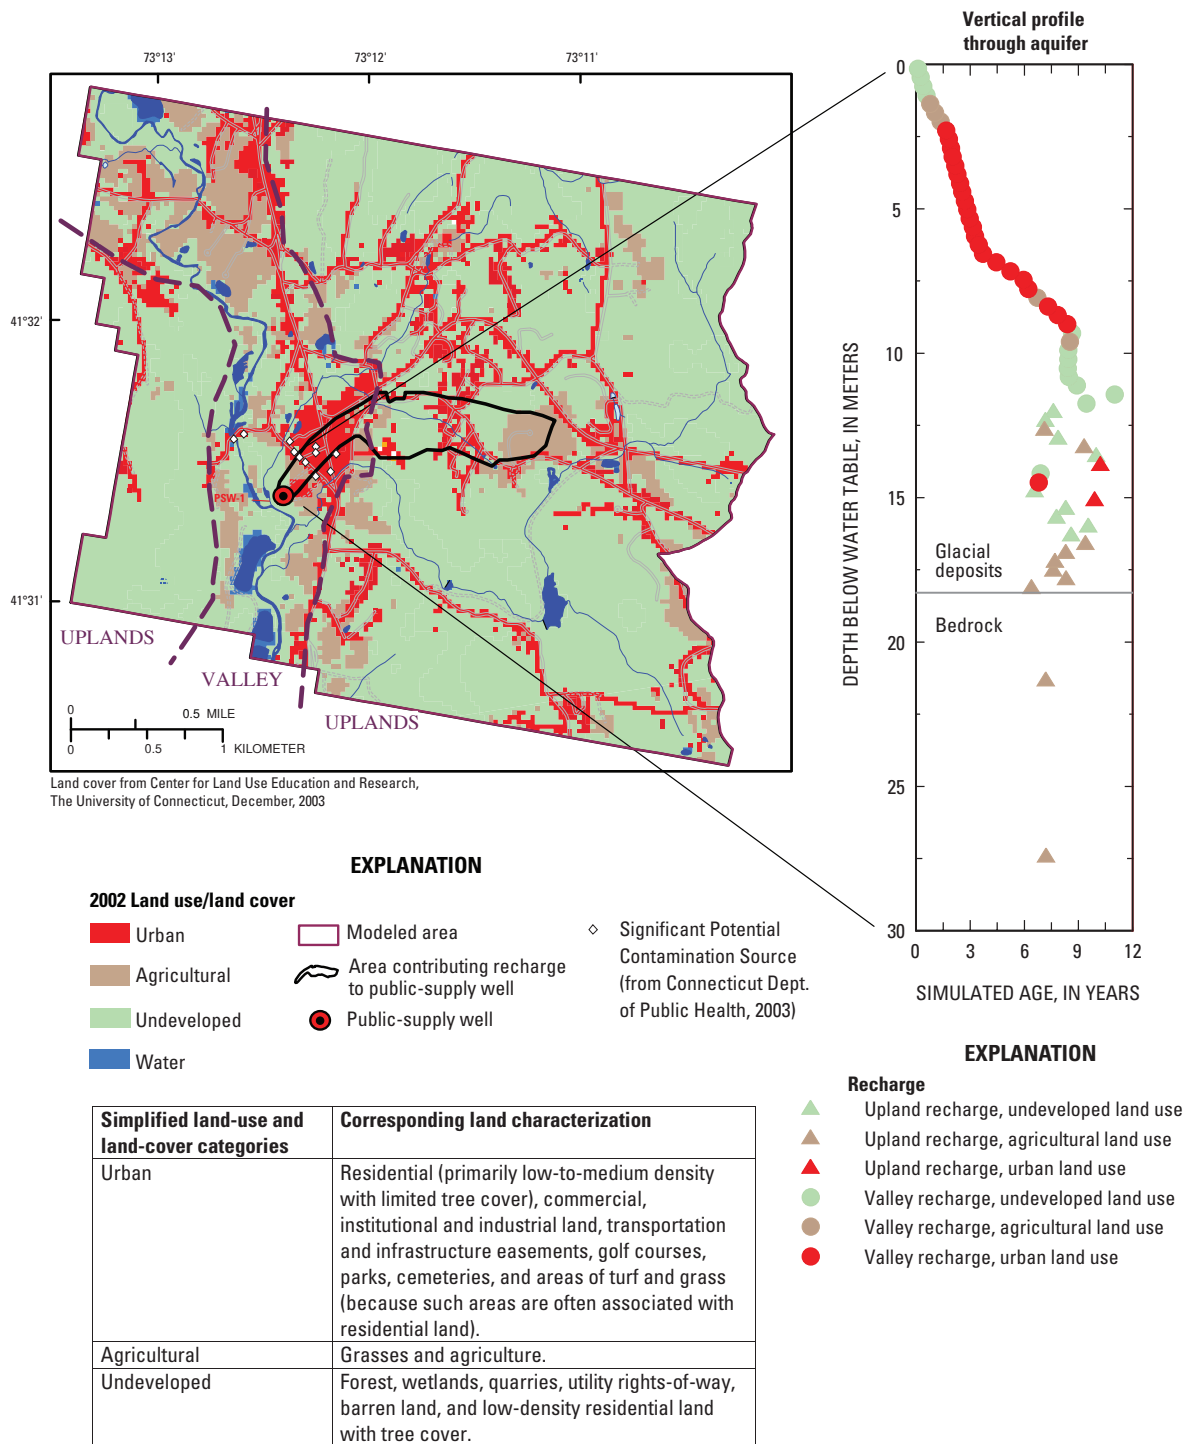 Vertical profile
through aquifer
73°13'
73°12'
73°11'
41°32'
41°31'
PSW-1
UPLANDS
VALLEY
UPLANDS
0
0.5 MILE
0
0.5
1 KILOMETER
Land cover from Center for Land Use Education and Research,
The University of Connecticut, December, 2003
0
5
10
15
20
25
30
DEPTH BELOW WATER TABLE, IN METERS
Glacial
deposits
Bedrock
0
3
6
9
12
SIMULATED AGE, IN YEARS
EXPLANATION
2002 Land use/land cover
Urban
Agricultural
Undeveloped
Water
Modeled area
Area contributing recharge
to public-supply well
Public-supply well
Significant Potential
Contamination Source
(from Connecticut Dept.
of Public Health, 2003)
EXPLANATION
Recharge
Upland recharge, undeveloped land use
Upland recharge, agricultural land use
Upland recharge, urban land use
Valley recharge, undeveloped land use
Valley recharge, agricultural land use
Valley recharge, urban land use
Simplified land-use and
land-cover categories
Corresponding land characterization
Urban
Residential (primarily low-to-medium density
with limited tree cover), commercial,
institutional and industrial land, transportation
and infrastructure easements, golf courses,
parks, cemeteries, and areas of turf and grass
(because such areas are often associated with
residential land).
Agricultural
Grasses and agriculture.
Undeveloped
Forest, wetlands, quarries, utility rights-of-way,
barren land, and low-density residential land
with tree cover.